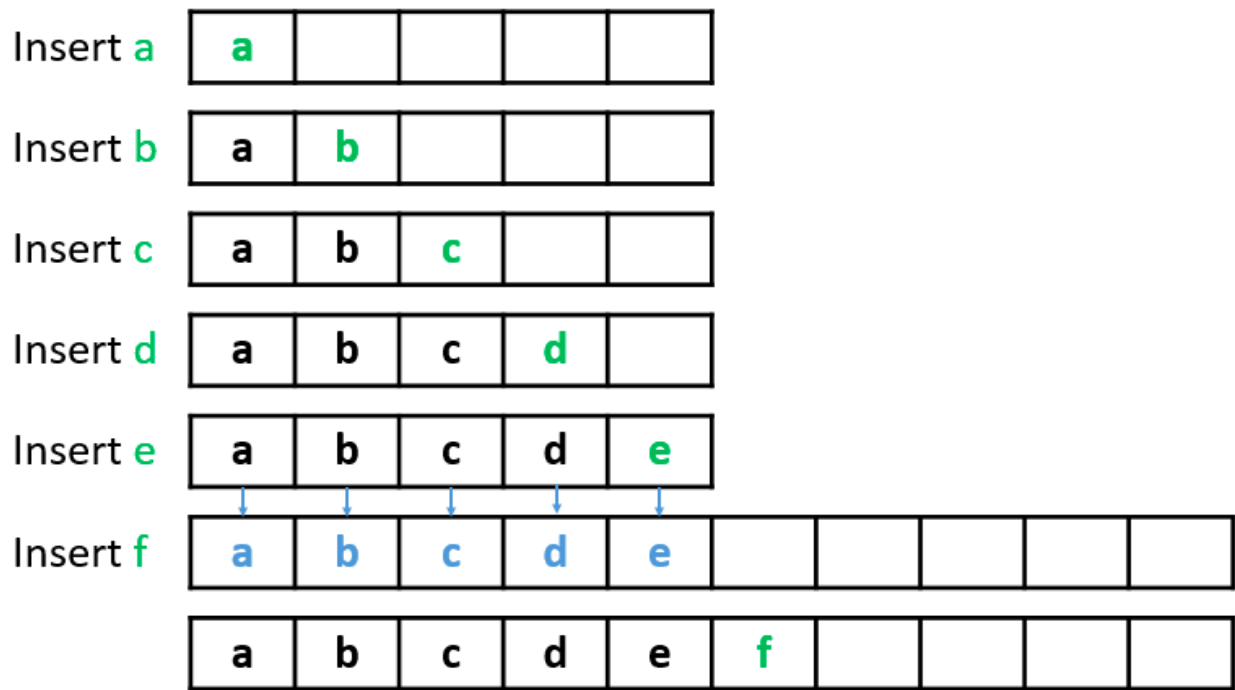 Insert a a
Insert b a b
Insert c a b c
Insert d a b c d
Insert e a b c d e
Insert f a b c d e
a b c d e f